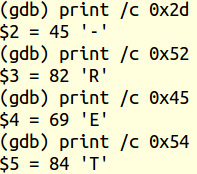 (gdb) print /c 0x2d
$2 = 45 '-'
(gdb) print /c 0x52
$3 = 82 'R'
(gdb) print /c 0x45
$4 = 69 'E'
(gdb) print /c 0x54
$5 = 84 'T'